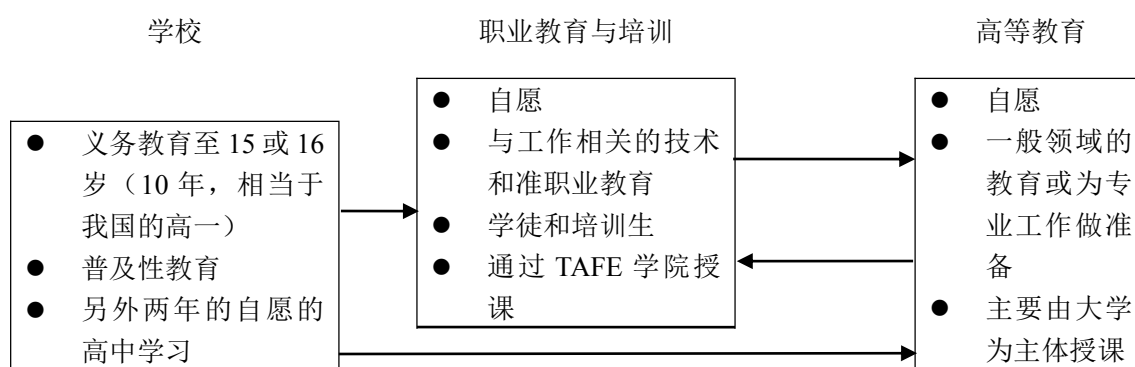 学校
职业教育与培训
高等教育
● 义务教育至 15 或 16
岁（10 年，相当于
我国的高一）
● 普及性教育
● 另外两年的自愿的
高中学习
● 自愿
● 与工作相关的技术
和准职业教育
● 学徒和培训生
● 通过 TAFE 学院授
课
● 自愿
● 一般领域的
教育或为专
业工作做准
备
● 主要由大学
为主体授课